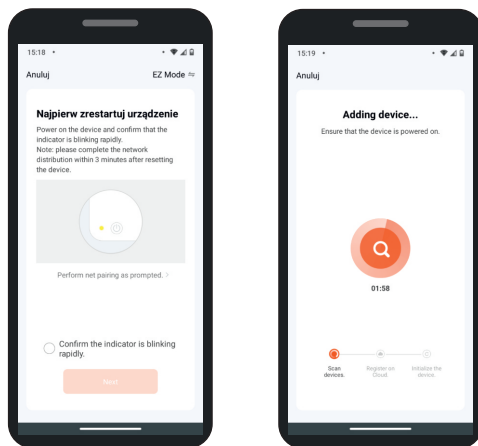 15:18
Anuluj
EZ Mode ⇋
Najpierw zrestartuj urządzenie
Power on the device and confirm that the
indicator is blinking rapidly.
Note: please complete the network
distribution within 3 minutes after resetting
the device.
Perform net pairing as prompted. >
Confirm the indicator is blinking
rapidly.
Next
15:19
Anuluj
Adding device...
Ensure that the device is powered on.
01:58
Scan
devices.
Register on
Cloud.
Initialize the
device.